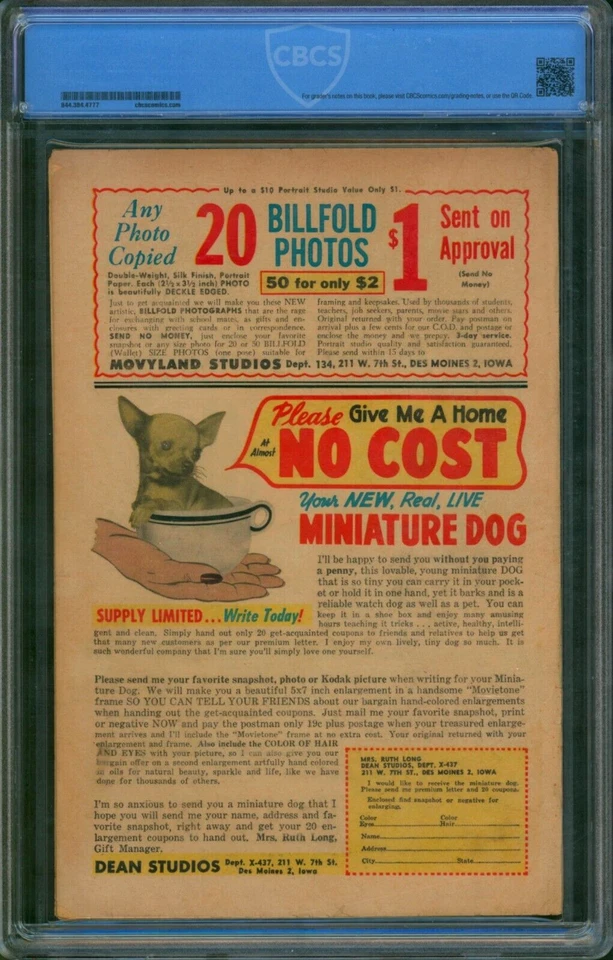 CBCS
844.384.4777
cbcscomics.com
For grader's notes on this book, please visit CBCScomics.com/grading-notes, or use the QR Code
Up to a $10 Portrait Studio Value Only $1.
Any
Photo
Copied
20
BILLFOLD
PHOTOS
50 for only $2
$1
Sent on
Approval
(Send No
Money)
Double-Weight, Silk Finish, Portrait
Paper. Each (2½ x 3½ inch) PHOTO
is beautifully DECKLE EDGED.
Just to get acquainted we will make you these NEW
artistic, BILLFOLD PHOTOGRAPHS that are the rage
for exchanging with school mates, as gifts and en-
closures with greeting cards or in correspondence.
SEND NO MONEY, just enclose your favorite
snapshot or any size photo for 20 or 50 BILLFOLD
(Wallet) SIZE PHOTOS (one pose) suitable for
framing and keepsakes. Used by thousands of students,
teachers, job seekers, parents, movie stars and others.
Original returned with your order. Pay postman on
arrival plus a few cents for our C.O.D. and postage or
enclose the money and we prepay. 3-day service.
Portrait studio quality and satisfaction guaranteed.
Please send within 15 days to
MOVYLAND STUDIOS Dept. 134, 211 W. 7th St., DES MOINES 2, IOWA
Please Give Me A Home
At
Almost
NO COST
Your NEW, Real, LIVE
MINIATURE DOG
I'll be happy to send you without you paying
a penny, this lovable, young miniature DOG
that is so tiny you can carry it in your pock-
et or hold it in one hand, yet it barks and is a
reliable watch dog as well as a pet. You can
keep it in a shoe box and enjoy many amusing
hours teaching it tricks . . . active, healthy, intelli-
SUPPLY LIMITED...Write Today!
gent and clean. Simply hand out only 20 get-acquainted coupons to friends and relatives to help us get
that many new customers as per our premium letter. I enjoy my own lively, tiny dog so much. It is
such wonderful company that I'm sure you'll simply love one yourself.
Please send me your favorite snapshot, photo or Kodak picture when writing for your Minia-
ture Dog. We will make you a beautiful 5x7 inch enlargement in a handsome "Movietone"
frame SO YOU CAN TELL YOUR FRIENDS about our bargain hand-colored enlargements
when handing out the get-acquainted coupons. Just mail your favorite snapshot, print
or negative NOW and pay the postman only 19c plus postage when your treasured enlarge-
ment arrives and I'll include the "Movietone" frame at no extra cost. Your original returned with your
enlargement and frame. Also include the COLOR OF HAIR
AND EYES with your picture, so I can also give you our
bargain offer on a second enlargement artfully hand colored
in oils for natural beauty, sparkle and life, like we have
done for thousands of others.
I'm so anxious to send you a miniature dog that I
hope you will send me your name, address and fa-
vorite snapshot, right away and get your 20 en-
largement coupons to hand out. Mrs. Ruth Long,
Gift Manager.
DEAN STUDIOS Dept. X-437, 211 W. 7th St.
Des Moines 2, Iowa
MRS. RUTH LONG
DEAN STUDIOS, DEPT. X-437
211 W. 7TH ST., DES MOINES 2, IOWA
I would like to receive the miniature dog.
Please send me premium letter and 20 coupons.
Enclosed find snapshot or negative for
enlarging.
Color Color
Eyes Hair
Name
Address
City State